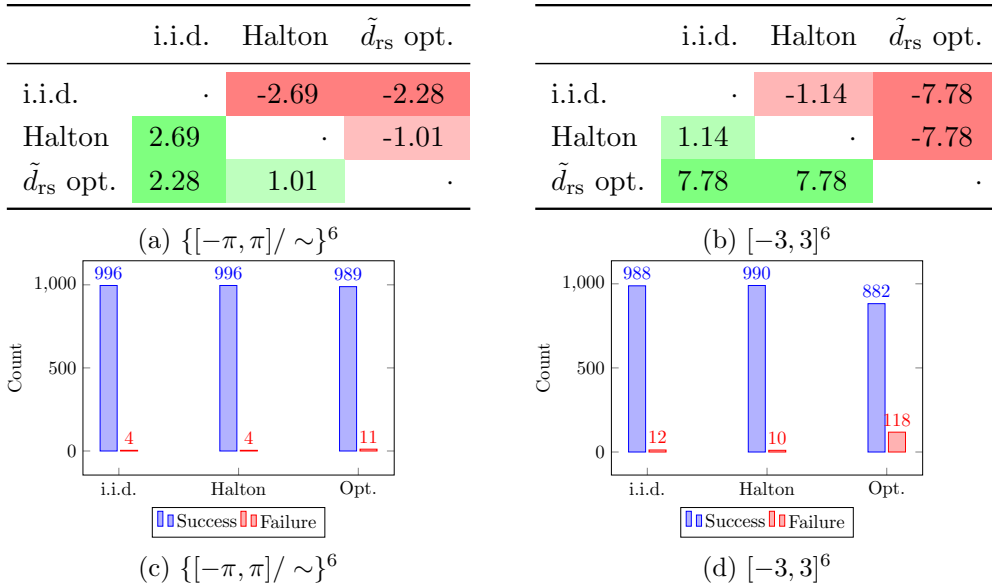 i.i.d. Halton d̃rs opt.
i.i.d. · -2.69 -2.28
Halton 2.69 · -1.01
d̃rs opt. 2.28 1.01 ·
(a) {[−π, π]/ ∼}⁶
i.i.d. Halton d̃rs opt.
i.i.d. · -1.14 -7.78
Halton 1.14 · -7.78
d̃rs opt. 7.78 7.78 ·
(b) [−3, 3]⁶
996 996 989
1,000
500
0
4 4 11
Count
i.i.d. Halton Opt.
Success Failure
(c) {[−π, π]/ ∼}⁶
988 990 882
1,000
500
0
12 10 118
Count
i.i.d. Halton Opt.
Success Failure
(d) [−3, 3]⁶